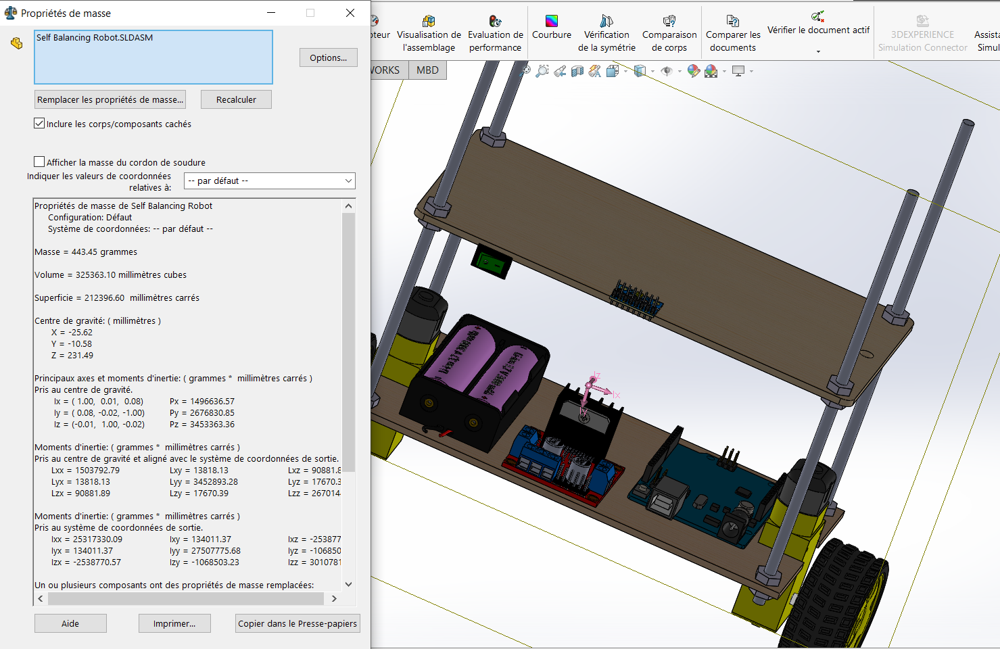 Propriétés de masse
Self Balancing Robot.SLDASM
Options...
Remplacer les propriétés de masse...
Recalculer
Inclure les corps/composants cachés
Afficher la masse du cordon de soudure
Indiquer les valeurs de coordonnées
relatives à:
-- par défaut --
Propriétés de masse de Self Balancing Robot
Configuration: Défaut
Système de coordonnées: -- par défaut --
Masse = 443.45 grammes
Volume = 325363.10 millimètres cubes
Superficie = 212396.60 millimètres carrés
Centre de gravité: ( millimètres )
X = -25.62
Y = -10.58
Z = 231.49
Principaux axes et moments d'inertie: ( grammes * millimètres carrés )
Pris au centre de gravité.
Ix = ( 1.00, 0.01, 0.08) Px = 1496636.57
Iy = ( 0.08, -0.02, -1.00) Py = 2676830.85
Iz = (-0.01, 1.00, -0.02) Pz = 3453363.36
Moments d'inertie: ( grammes * millimètres carrés )
Pris au centre de gravité et aligné avec le système de coordonnées de sortie.
Lxx = 1503792.79 Lxy = 13818.13 Lxz = 90881.8
Lyx = 13818.13 Lyy = 3452893.28 Lyz = 17670.3
Lzx = 90881.89 Lzy = 17670.39 Lzz = 267014
Moments d'inertie: ( grammes * millimètres carrés )
Pris au système de coordonnées de sortie.
Ixx = 25317330.09 Ixy = 134011.37 Ixz = -253877
Iyx = 134011.37 Iyy = 27507775.68 Iyz = -106850
Izx = -2538770.57 Izy = -1068503.23 Izz = 3010781
Un ou plusieurs composants ont des propriétés de masse remplacées:
Aide
Imprimer...
Copier dans le Presse-papiers
oteur
Visualisation de
l'assemblage
Evaluation de
performance
Courbure
Vérification
de la symétrie
Comparaison
de corps
Comparer les
documents
Vérifier le document actif
3DEXPERIENCE
Simulation Connector
Assista
Simul
WORKS
MBD
Iz
Ix
Iy